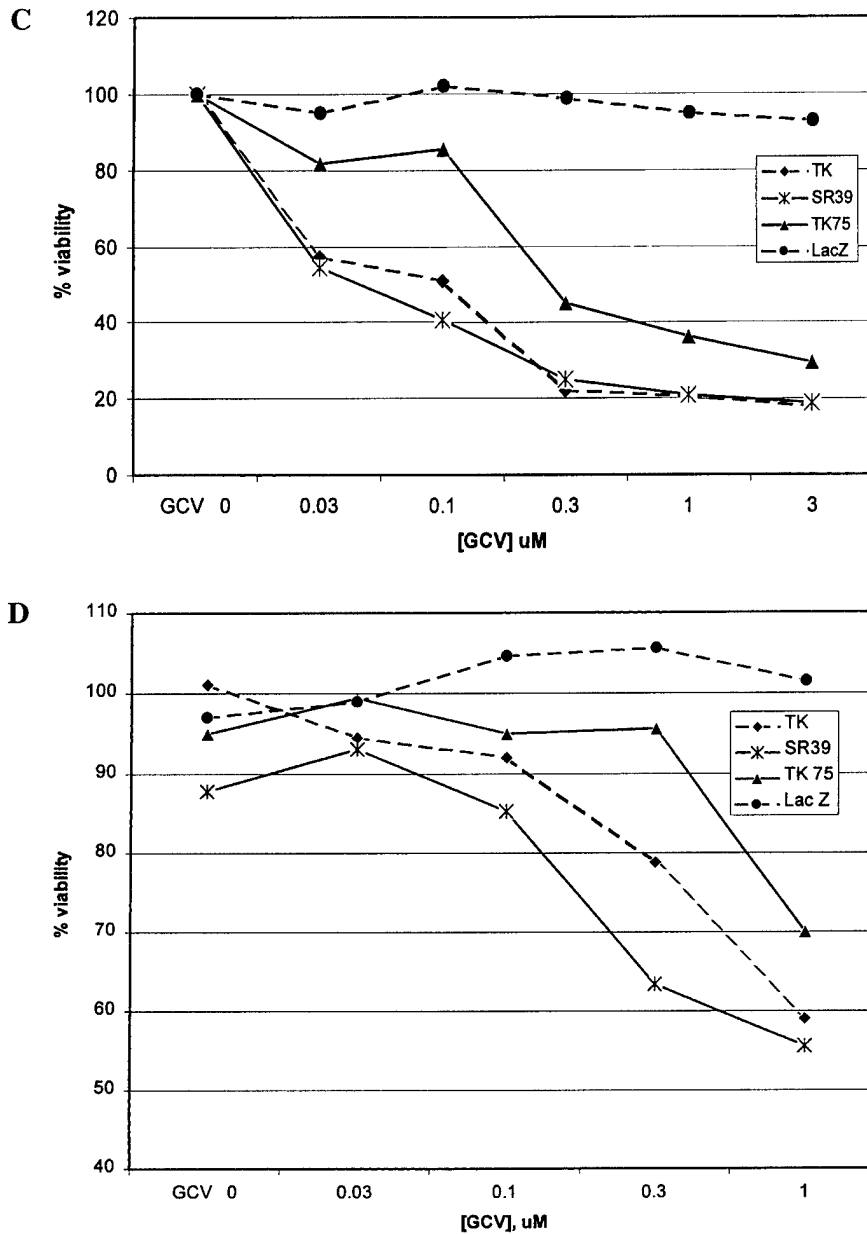 C
120
100
80
60
40
20
0
% viability
TK
SR39
TK75
LacZ
GCV 0 0.03 0.1 0.3 1 3
[GCV] uM
D
110
100
90
80
70
60
50
40
% viability
TK
SR39
TK 75
Lac Z
GCV 0 0.03 0.1 0.3 1
[GCV], uM